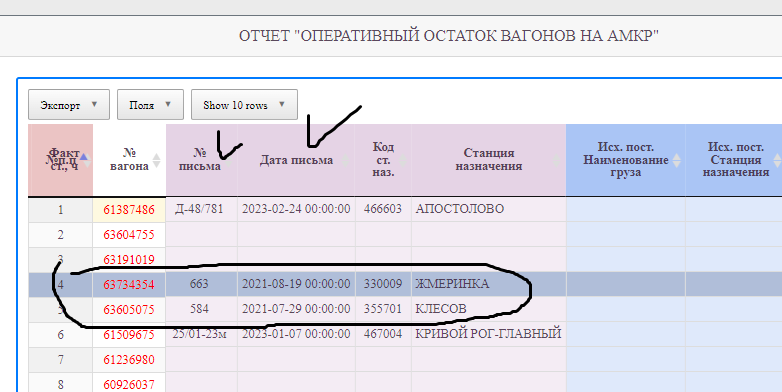 ОТЧЕТ "ОПЕРАТИВНЫЙ ОСТАТОК ВАГОНОВ НА АМКР"
Экспорт Поля Show 10 rows
Факт ст., ч №п.п № вагона № письма Дата письма Код ст. наз. Станция назначения Исх. пост. Наименование груза Исх. пост. Станция назначения
1 61387486 Д-48/781 2023-02-24 00:00:00 466603 АПОСТОЛОВО
2 63604755
3 63191019
4 63734354 663 2021-08-19 00:00:00 330009 ЖМЕРИНКА
5 63605075 584 2021-07-29 00:00:00 355701 КЛЕСОВ
6 61509675 25/01-23м 2023-01-07 00:00:00 467004 КРИВОЙ РОГ-ГЛАВНЫЙ
7 61236980
8 60926037